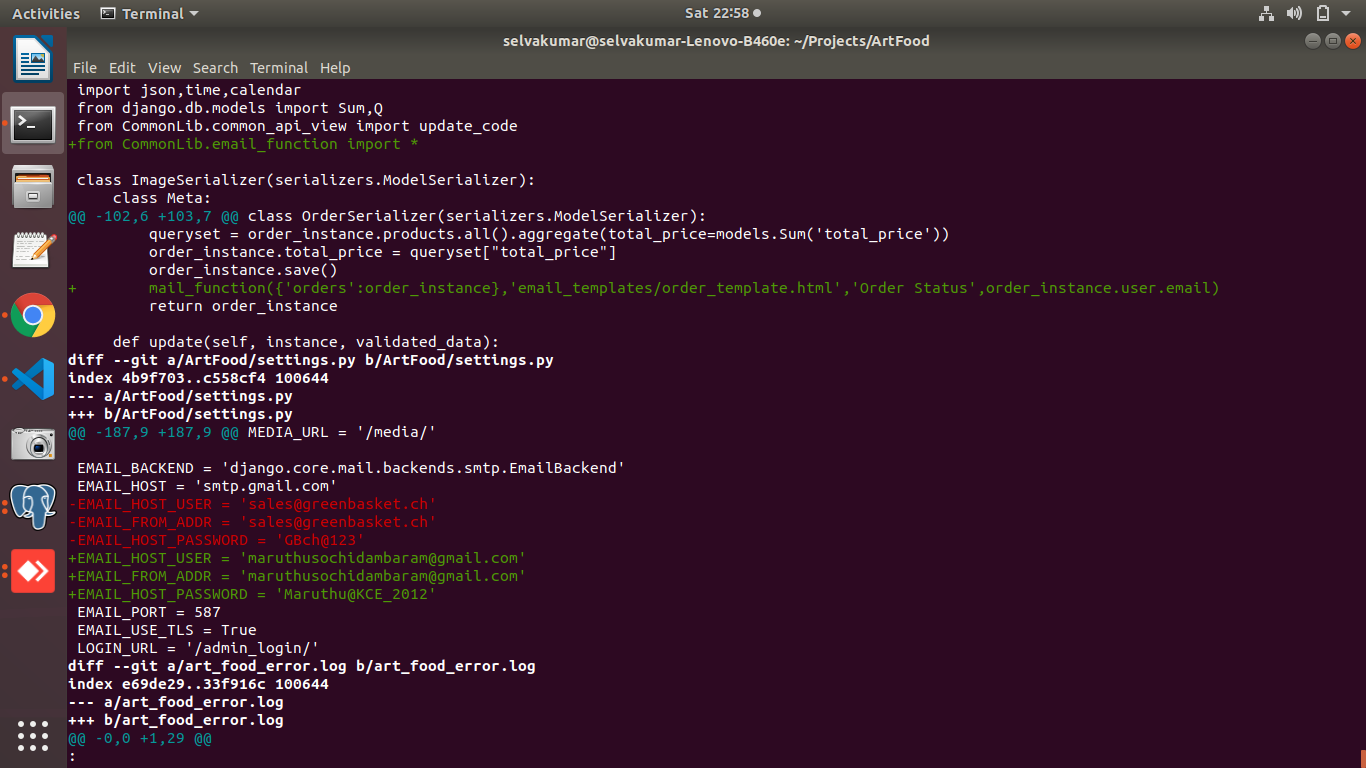 Activities Terminal Sat 22:58
selvakumar@selvakumar-Lenovo-B460e: ~/Projects/ArtFood
File Edit View Search Terminal Help
 import json,time,calendar
 from django.db.models import Sum,Q
 from CommonLib.common_api_view import update_code
+from CommonLib.email_function import *
 class ImageSerializer(serializers.ModelSerializer):
     class Meta:
@@ -102,6 +103,7 @@ class OrderSerializer(serializers.ModelSerializer):
         queryset = order_instance.products.all().aggregate(total_price=models.Sum('total_price'))
         order_instance.total_price = queryset["total_price"]
         order_instance.save()
+        mail_function({'orders':order_instance},'email_templates/order_template.html','Order Status',order_instance.user.email)
         return order_instance
     def update(self, instance, validated_data):
diff --git a/ArtFood/settings.py b/ArtFood/settings.py
index 4b9f703..c558cf4 100644
--- a/ArtFood/settings.py
+++ b/ArtFood/settings.py
@@ -187,9 +187,9 @@ MEDIA_URL = '/media/'
 EMAIL_BACKEND = 'django.core.mail.backends.smtp.EmailBackend'
 EMAIL_HOST = 'smtp.gmail.com'
-EMAIL_HOST_USER = 'sales@greenbasket.ch'
-EMAIL_FROM_ADDR = 'sales@greenbasket.ch'
-EMAIL_HOST_PASSWORD = 'GBch@123'
+EMAIL_HOST_USER = 'maruthusochidambaram@gmail.com'
+EMAIL_FROM_ADDR = 'maruthusochidambaram@gmail.com'
+EMAIL_HOST_PASSWORD = 'Maruthu@KCE_2012'
 EMAIL_PORT = 587
 EMAIL_USE_TLS = True
 LOGIN_URL = '/admin_login/'
diff --git a/art_food_error.log b/art_food_error.log
index e69de29..33f916c 100644
--- a/art_food_error.log
+++ b/art_food_error.log
@@ -0,0 +1,29 @@
: